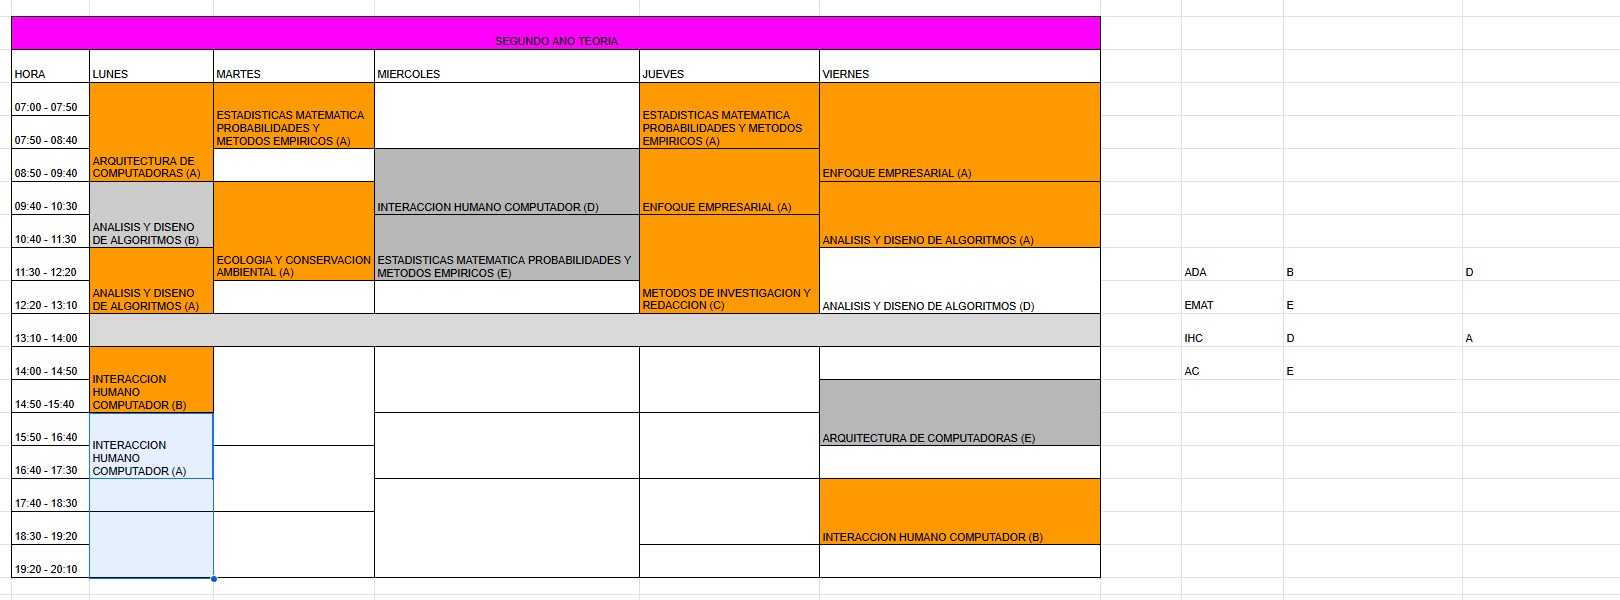 SEGUNDO ANO TEORIA
HORA LUNES MARTES MIERCOLES JUEVES VIERNES
07:00 - 07:50
ESTADISTICAS MATEMATICA
PROBABILIDADES Y
METODOS EMPIRICOS (A)
ESTADISTICAS MATEMATICA
PROBABILIDADES Y METODOS
EMPIRICOS (A)
07:50 - 08:40
ARQUITECTURA DE
COMPUTADORAS (A)
08:50 - 09:40
ENFOQUE EMPRESARIAL (A)
09:40 - 10:30
INTERACCION HUMANO COMPUTADOR (D)
ENFOQUE EMPRESARIAL (A)
10:40 - 11:30
ANALISIS Y DISENO
DE ALGORITMOS (B)
ANALISIS Y DISENO DE ALGORITMOS (A)
11:30 - 12:20
ECOLOGIA Y CONSERVACION
AMBIENTAL (A)
ESTADISTICAS MATEMATICA PROBABILIDADES Y
METODOS EMPIRICOS (E)
ADA B D
12:20 - 13:10
ANALISIS Y DISENO
DE ALGORITMOS (A)
METODOS DE INVESTIGACION Y
REDACCION (C)
ANALISIS Y DISENO DE ALGORITMOS (D)
EMAT E
13:10 - 14:00
IHC D A
14:00 - 14:50
AC E
14:50 -15:40
INTERACCION
HUMANO
COMPUTADOR (B)
15:50 - 16:40
ARQUITECTURA DE COMPUTADORAS (E)
16:40 - 17:30
INTERACCION
HUMANO
COMPUTADOR (A)
17:40 - 18:30
18:30 - 19:20
INTERACCION HUMANO COMPUTADOR (B)
19:20 - 20:10